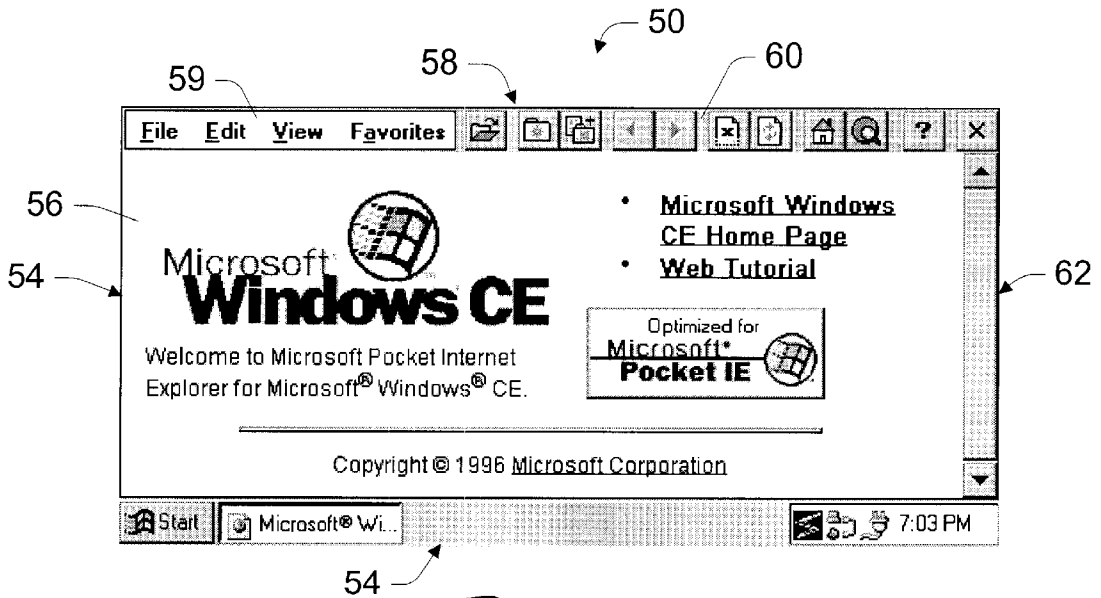 50
58
60
59
File Edit View Favorites ? ×
56
Microsoft Windows CE
• Microsoft Windows
CE Home Page
• Web Tutorial
54
62
Optimized for
Microsoft®
Pocket IE
Welcome to Microsoft Pocket Internet
Explorer for Microsoft® Windows® CE.
Copyright © 1996 Microsoft Corporation
Start Microsoft® Wi... 7:03 PM
54